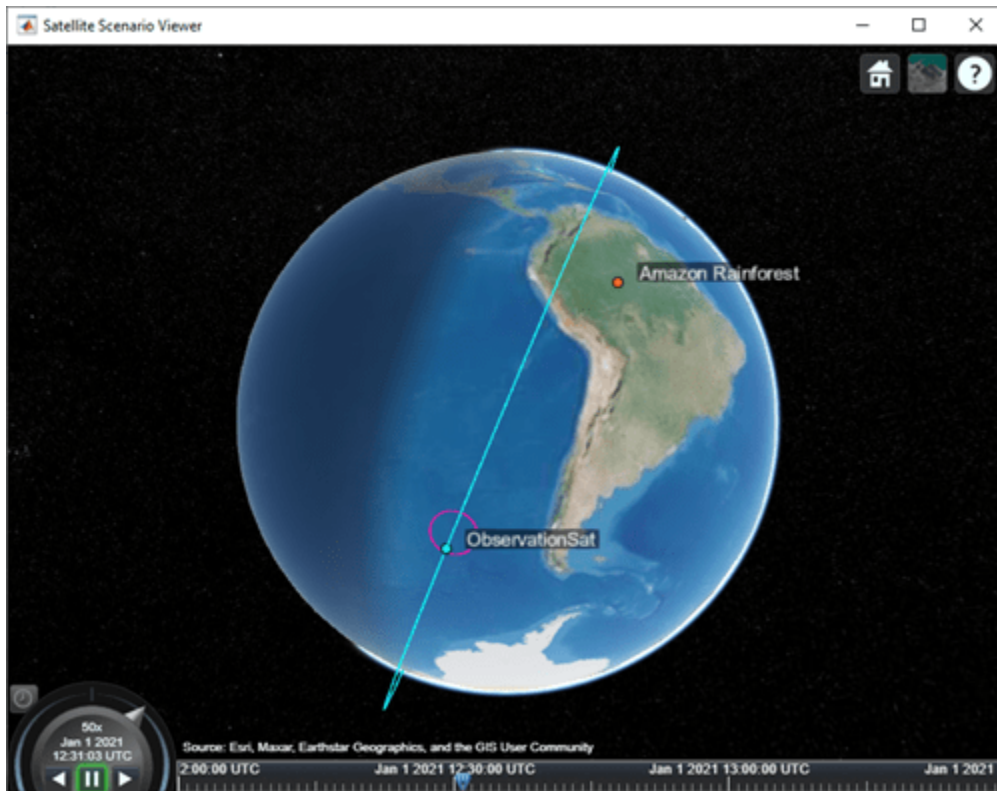 Satellite Scenario Viewer
?
Amazon Rainforest
ObservationSat
50x
Jan 1 2021
12:31:03 UTC
Source: Esri, Maxar, Earthstar Geographics, and the GIS User Community
2:00:00 UTC
Jan 1 2021 12:30:00 UTC
Jan 1 2021 13:00:00 UTC
Jan 1 2021